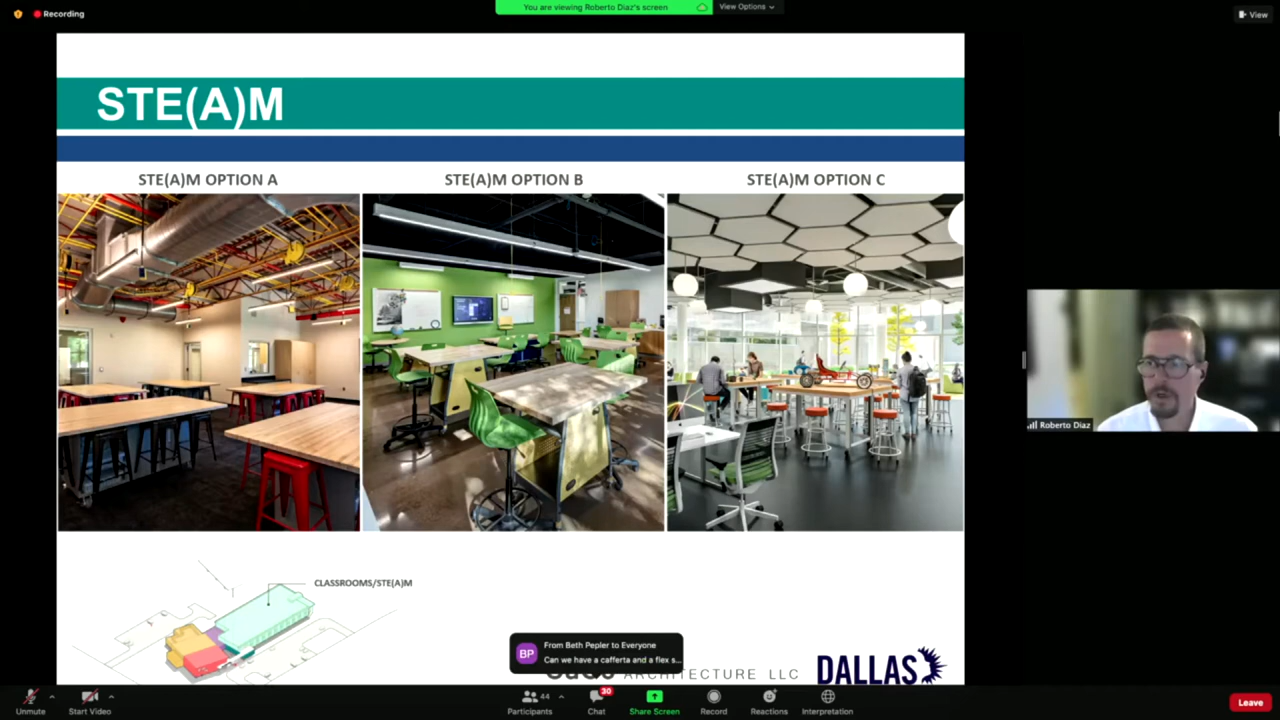 Recording
You are viewing Roberto Diaz's screen
View Options
View
STE(A)M
STE(A)M OPTION A
STE(A)M OPTION B
STE(A)M OPTION C
Roberto Diaz
CLASSROOMS/STE(A)M
BP
From Beth Pepler to Everyone
Can we have a cafferta and a flex s...
ARCHITECTURE LLC
DALLAS
Unmute
Start Video
44
Participants
30
Chat
Share Screen
Record
Reactions
Interpretation
Leave